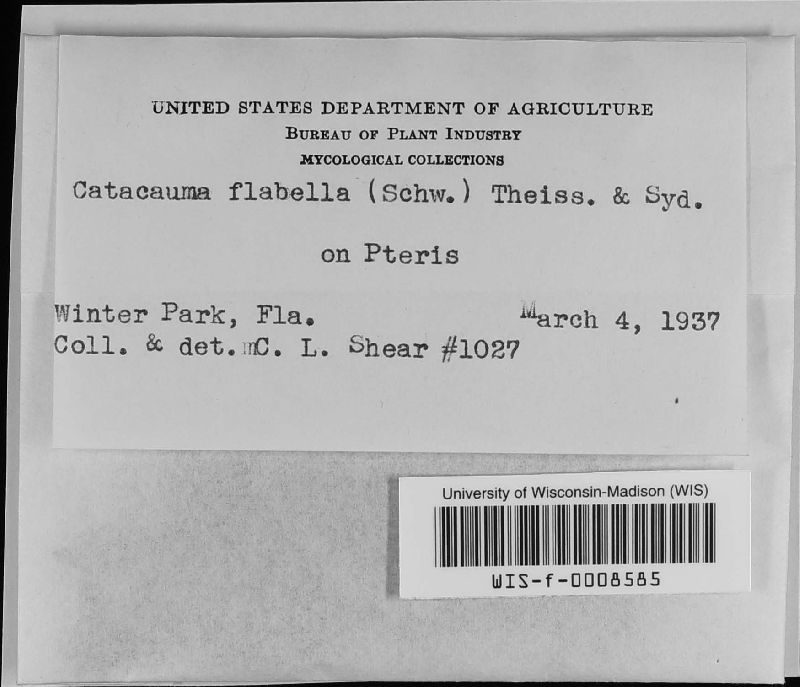 UNITED STATES DEPARTMENT OF AGRICULTURE
BUREAU OF PLANT INDUSTRY
MYCOLOGICAL COLLECTIONS
Catacauma flabella (Schw.) Theiss. & Syd.
on Pteris
Winter Park, Fla. March 4, 1937
Coll. & det. C. L. Shear #1027
University of Wisconsin-Madison (WIS)
WIS-f-0008585